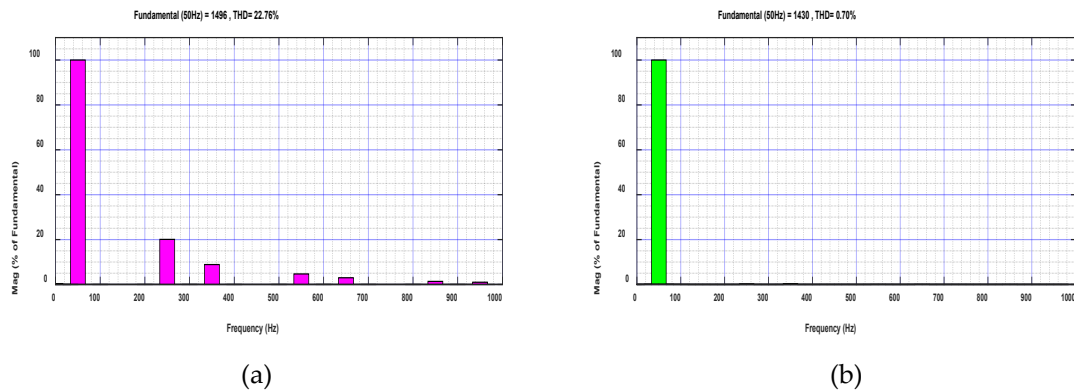 Fundamental (50Hz) = 1496 , THD= 22.76%
Mag (% of Fundamental)
100
80
60
40
20
0
0 100 200 300 400 500 600 700 800 900 1000
Frequency (Hz)
(a)
Fundamental (50Hz) = 1430 , THD= 0.70%
Mag (% of Fundamental)
100
80
60
40
20
0
0 100 200 300 400 500 600 700 800 900 1000
Frequency (Hz)
(b)